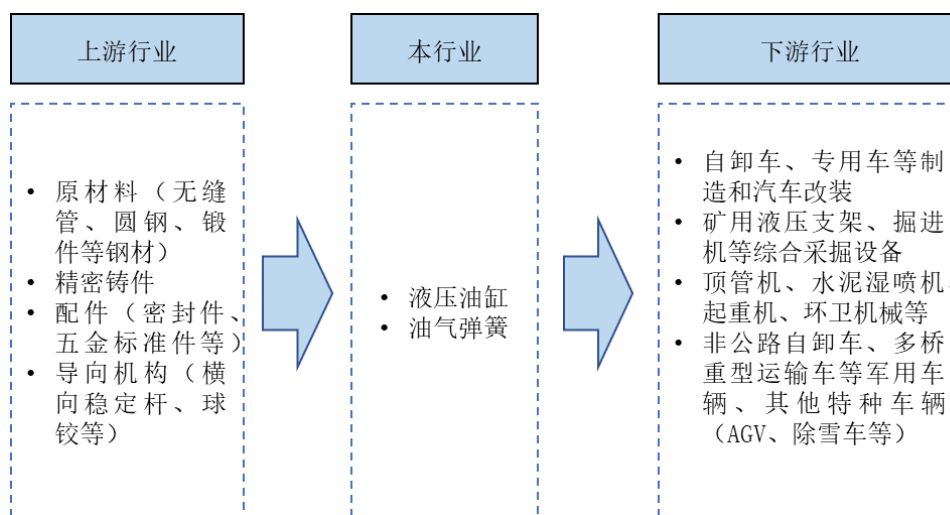 上游行业
本行业
下游行业
• 原材料（无缝
管、圆钢、锻
件等钢材）
• 精密铸件
• 配件（密封件、
五金标准件等）
• 导向机构（横
向稳定杆、球
铰等）
• 液压油缸
• 油气弹簧
• 自卸车、专用车等制
造和汽车改装
• 矿用液压支架、掘进
机等综合采掘设备
• 顶管机、水泥湿喷机、
起重机、环卫机械等
• 非公路自卸车、多桥
重型运输车等军用车
辆、其他特种车辆
（AGV、除雪车等）